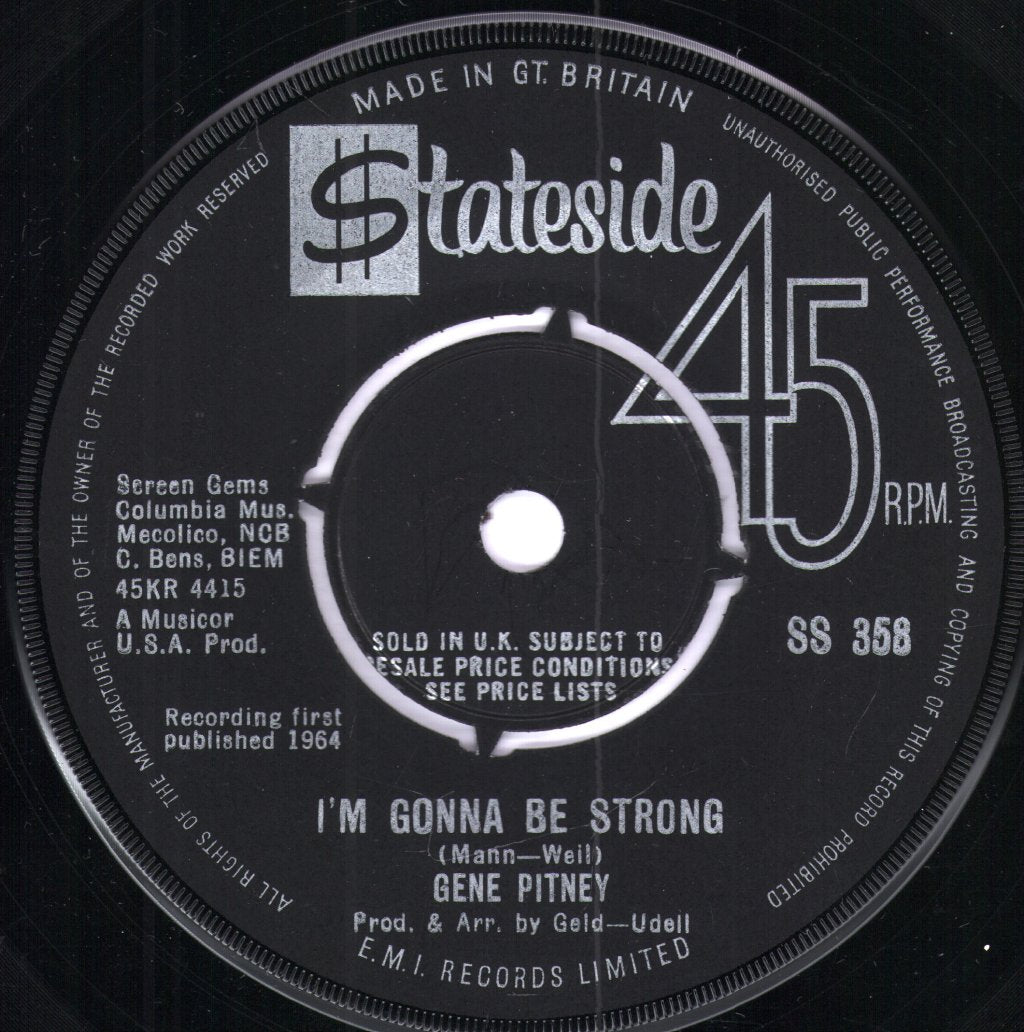 MADE IN GT. BRITAIN
UNAUTHORISED PUBLIC PERFORMANCE BROADCASTING AND COPYING OF THIS RECORD PROHIBITED
ALL RIGHTS OF THE MANUFACTURER AND OF THE OWNER OF THE RECORDED WORK RESERVED
$tateside
45
R.P.M.
Screen Gems
Columbia Mus.
Mecolico, NCB
C. Bens, BIEM
45KR 4415
A Musicor
U.S.A. Prod.
SS 358
SOLD IN U.K. SUBJECT TO
ESALE PRICE CONDITIONS
SEE PRICE LISTS
Recording first
published 1964
I'M GONNA BE STRONG
(Mann—Weil)
GENE PITNEY
Prod. & Arr. by Geld—Udell
E.M.I. RECORDS LIMITED